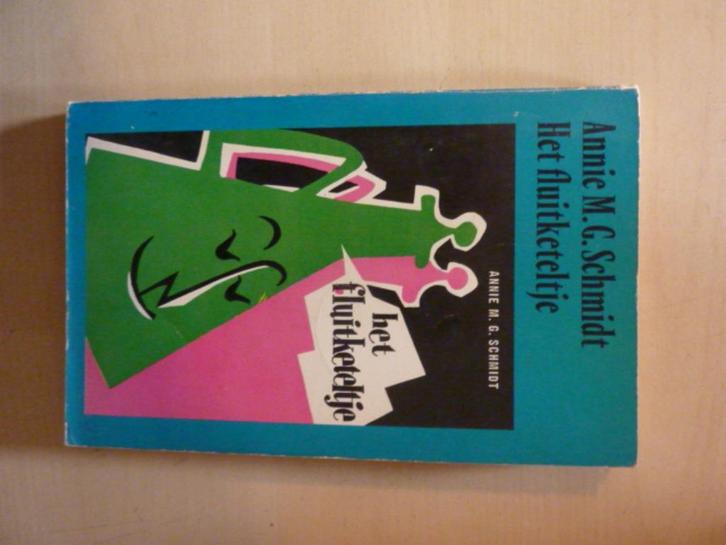 Annie M. G. Schmidt
Het fluitketeltje
ANNIE M. G. SCHMIDT
het
fluitketeltje